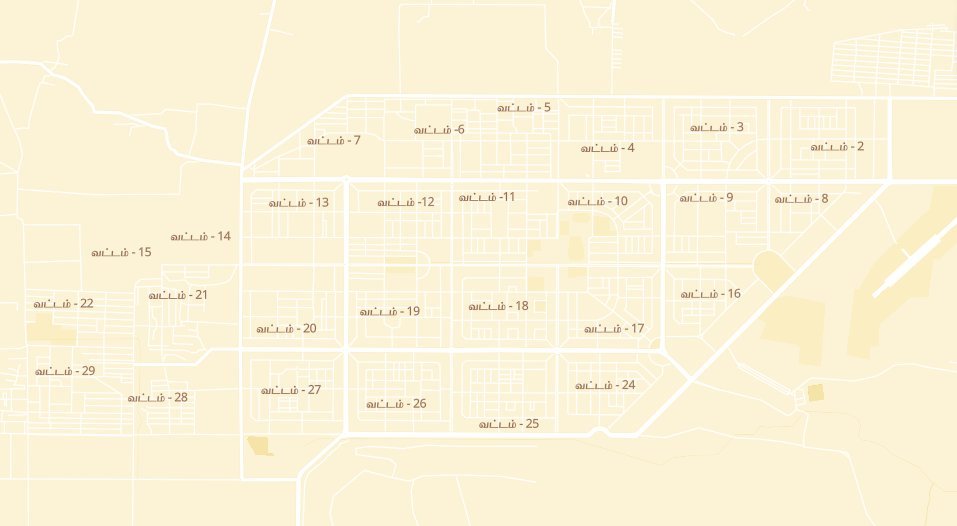 வட்டம் - 5
வட்டம் -6
வட்டம் - 3
வட்டம் - 7
வட்டம் - 4
வட்டம் - 2
வட்டம் - 13
வட்டம் -12
வட்டம் -11
வட்டம் - 10
வட்டம் - 9
வட்டம் - 8
வட்டம் - 14
வட்டம் - 15
வட்டம் - 22
வட்டம் - 21
வட்டம் - 20
வட்டம் - 19
வட்டம் - 18
வட்டம் - 17
வட்டம் - 16
வட்டம் - 29
வட்டம் - 28
வட்டம் - 27
வட்டம் - 26
வட்டம் - 25
வட்டம் - 24